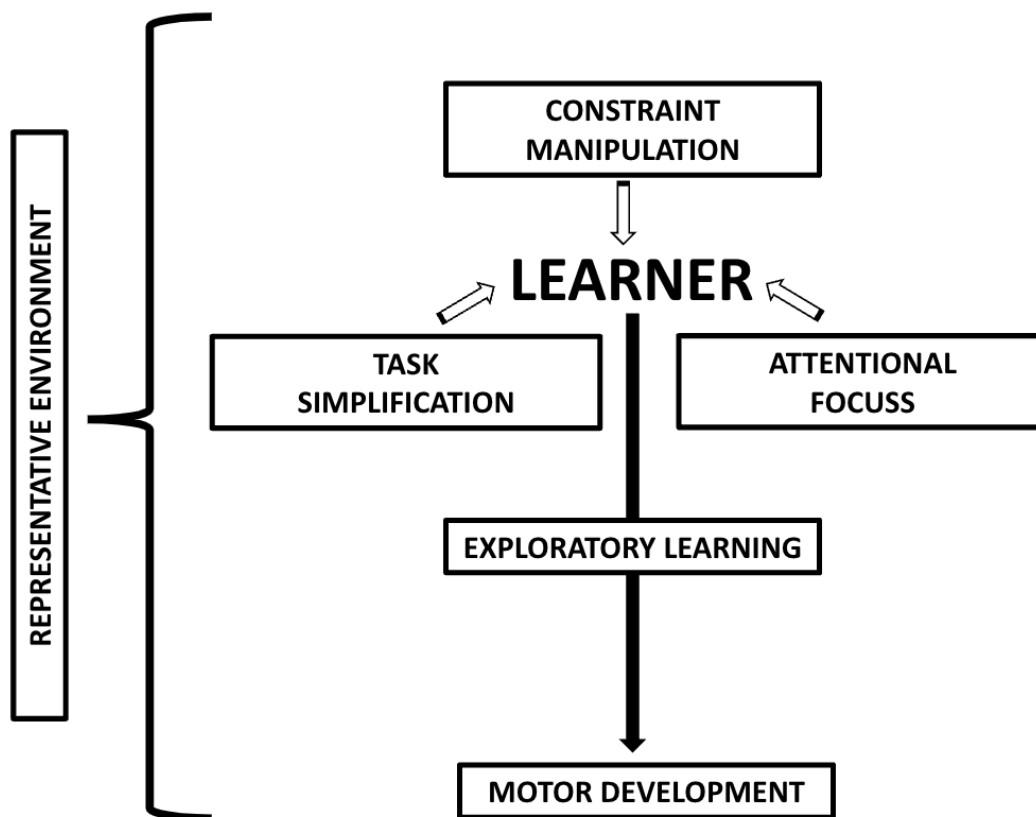 REPRESENTATIVE ENVIRONMENT
CONSTRAINT
MANIPULATION
LEARNER
TASK
SIMPLIFICATION
ATTENTIONAL
FOCUSS
EXPLORATORY LEARNING
MOTOR DEVELOPMENT